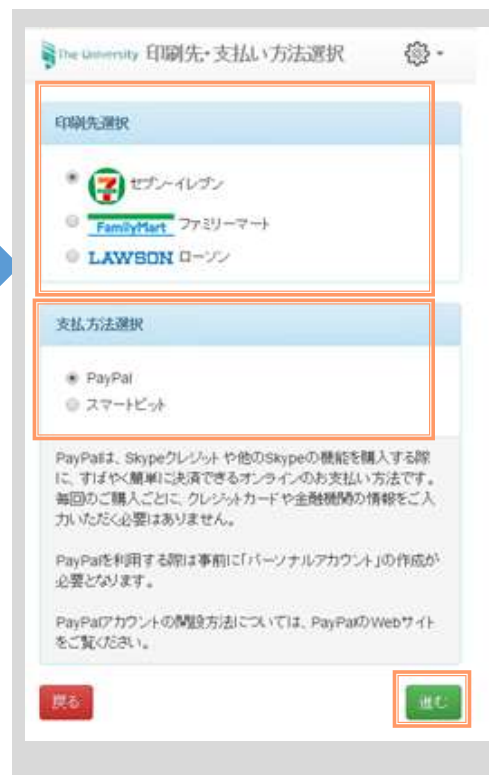 The University 印刷先・支払い方法選択
印刷先選択
セブン-イレブン
FamilyMart ファミリーマート
LAWSON ローソン
支払方法選択
PayPal
スマートピット
PayPalは、Skypeクレジットや他のSkypeの機能を購入する際
に、すばやく簡単に決済できるオンラインのお支払い方法です。
毎回のご購入ごとに、クレジットカードや金融機関の情報をご入
力いただく必要はありません。
PayPalを利用する際は事前に「パーソナルアカウント」の作成が
必要となります。
PayPalアカウントの開設方法については、PayPalのWebサイト
をご覧ください。
戻る
進む